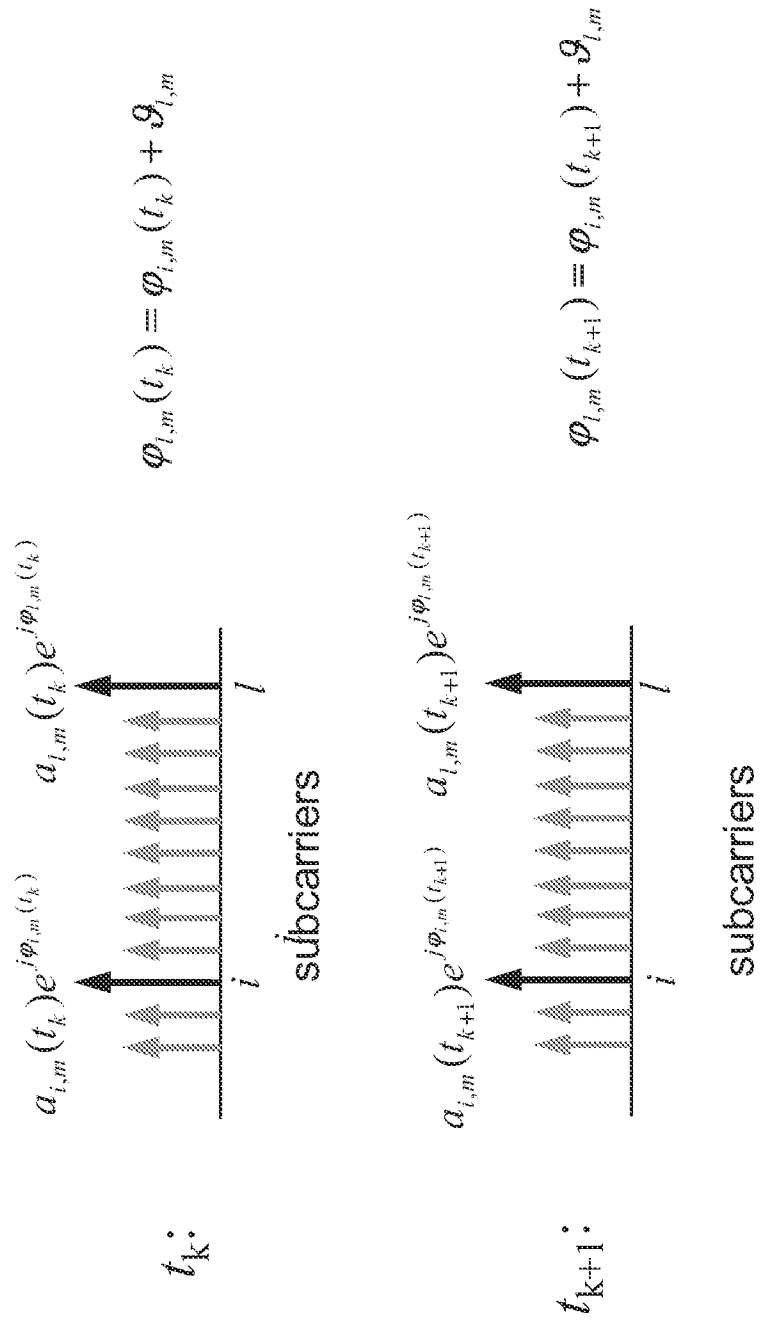 t_k:
a_{i,m}(t_k)e^{jφ_{i,m}(t_k)} a_{l,m}(t_k)e^{jφ_{l,m}(t_k)}
i l
subcarriers
φ_{l,m}(t_k) = φ_{i,m}(t_k) + ϑ_{l,m}
t_{k+1}:
a_{i,m}(t_{k+1})e^{jφ_{i,m}(t_{k+1})} a_{l,m}(t_{k+1})e^{jφ_{l,m}(t_{k+1})}
i l
subcarriers
φ_{l,m}(t_{k+1}) = φ_{i,m}(t_{k+1}) + ϑ_{l,m}